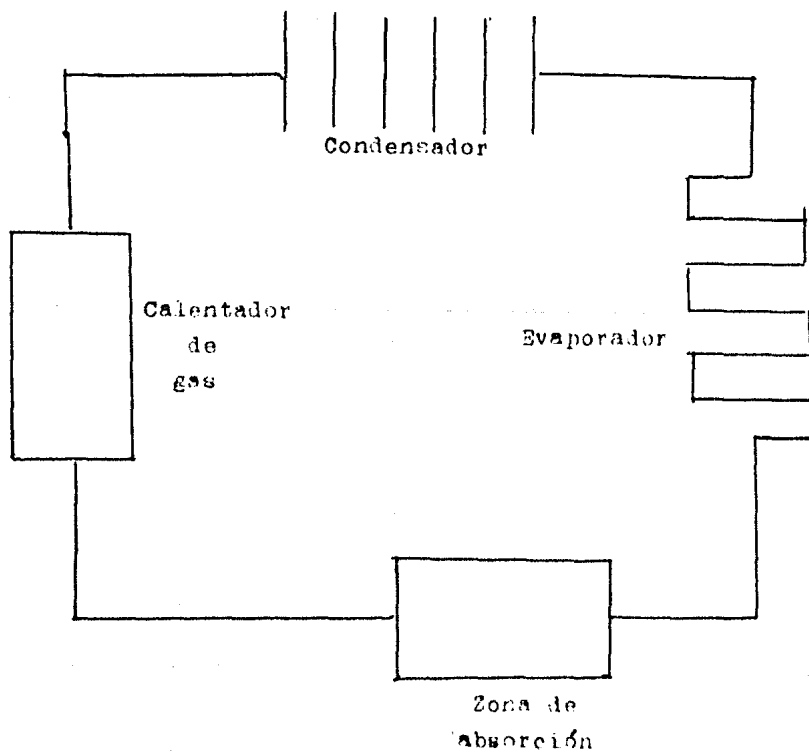 Condensador
Calentador
de
gas
Evaporador
Zona de
absorción